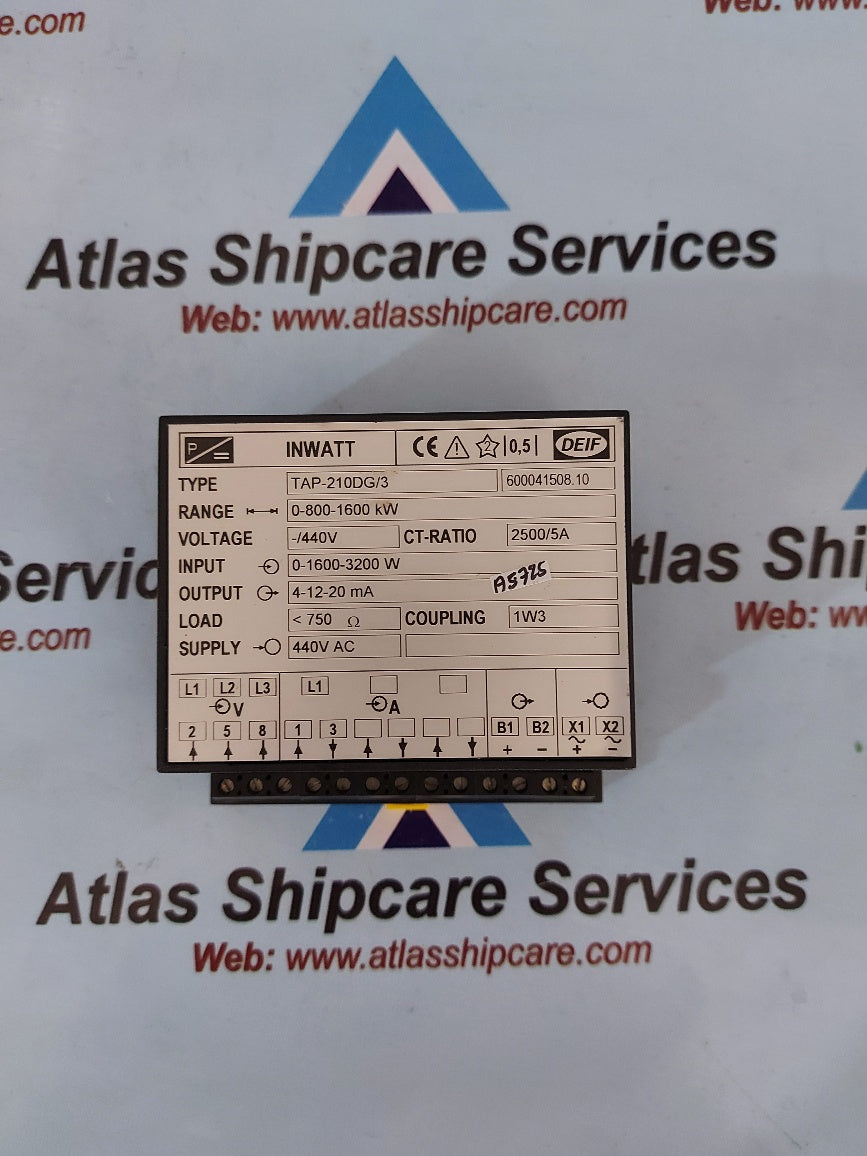 e.com
Web: www.
Atlas Shipcare Services
Web: www.atlasshipcare.com
P INWATT CE 2 0,5 DEIF
TYPE TAP-210DG/3 600041508.10
RANGE 0-800-1600 kW
VOLTAGE -/440V CT-RATIO 2500/5A
INPUT 0-1600-3200 W
OUTPUT 4-12-20 mA A5725
LOAD < 750 Ω COUPLING 1W3
SUPPLY 440V AC
L1 L2 L3 L1
V A
2 5 8 1 3 B1 B2 X1 X2
+ − + −
Servic
tlas Shi
e.com
Web: ww
Atlas Shipcare Services
Web: www.atlasshipcare.com